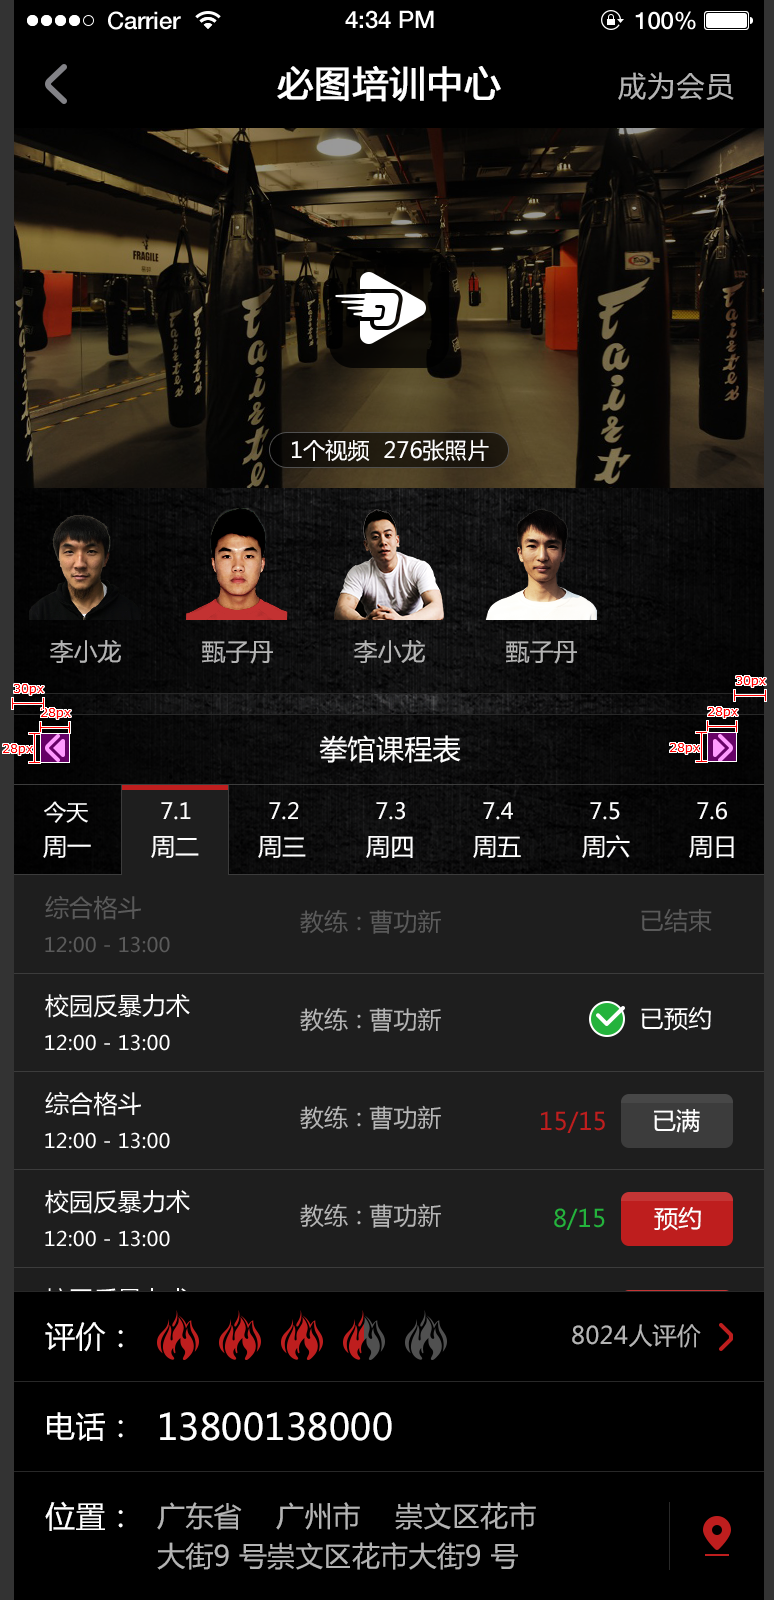 Carrier 4:34 PM 100%
必图培训中心 成为会员
FRAGILE
Fairtex
Fairtex
Fairtex
1个视频 276张照片
李小龙 甄子丹 李小龙 甄子丹
30px 30px
28px 28px
28px 拳馆课程表 28px
今天 7.1 7.2 7.3 7.4 7.5 7.6
周一 周二 周三 周四 周五 周六 周日
综合格斗 教练：曹功新 已结束
12:00 - 13:00
校园反暴力术 教练：曹功新 已预约
12:00 - 13:00
综合格斗 教练：曹功新 15/15 已满
12:00 - 13:00
校园反暴力术 教练：曹功新 8/15 预约
12:00 - 13:00
评价： 8024人评价
电话： 13800138000
位置： 广东省 广州市 崇文区花市
大街9 号崇文区花市大街9 号